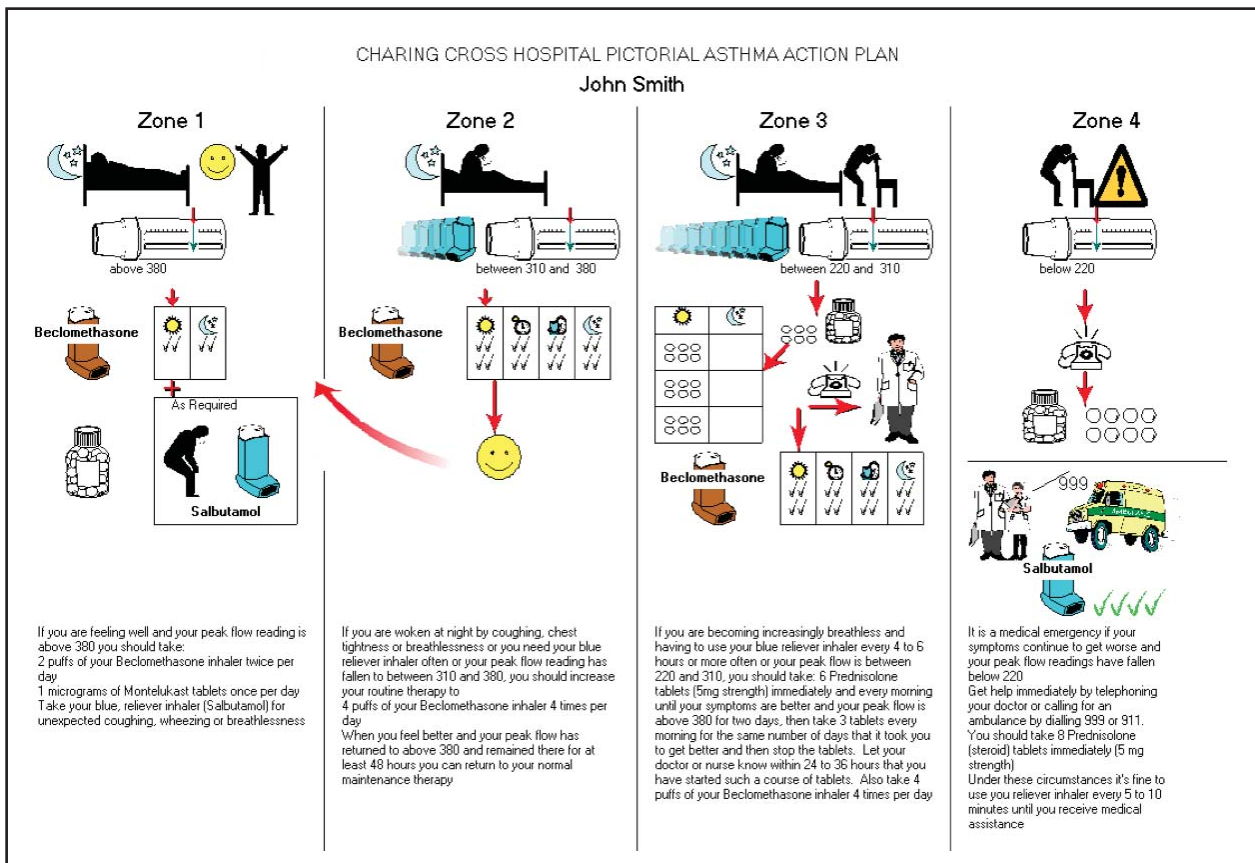 CHARING CROSS HOSPITAL PICTORIAL ASTHMA ACTION PLAN
John Smith
Zone 1
above 380
Beclomethasone
As Required
Salbutamol
If you are feeling well and your peak flow reading is
above 380 you should take:
2 puffs of your Beclomethasone inhaler twice per
day
1 micrograms of Montelukast tablets once per day
Take your blue, reliever inhaler (Salbutamol) for
unexpected coughing, wheezing or breathlessness
Zone 2
between 310 and 380
Beclomethasone
If you are woken at night by coughing, chest
tightness or breathlessness or you need your blue
reliever inhaler often or your peak flow reading has
fallen to between 310 and 380, you should increase
your routine therapy to
4 puffs of your Beclomethasone inhaler 4 times per
day
When you feel better and your peak flow has
returned to above 380 and remained there for at
least 48 hours you can return to your normal
maintenance therapy
Zone 3
between 220 and 310
Beclomethasone
If you are becoming increasingly breathless and
having to use your blue reliever inhaler every 4 to 6
hours or more often or your peak flow is between
220 and 310, you should take: 6 Prednisolone
tablets (5mg strength) immediately and every morning
until your symptoms are better and your peak flow is
above 380 for two days, then take 3 tablets every
morning for the same number of days that it took you
to get better and then stop the tablets. Let your
doctor or nurse know within 24 to 36 hours that you
have started such a course of tablets. Also take 4
puffs of your Beclomethasone inhaler 4 times per day
Zone 4
below 220
999
AMBULANCE
Salbutamol
It is a medical emergency if your
symptoms continue to get worse and
your peak flow readings have fallen
below 220
Get help immediately by telephoning
your doctor or calling for an
ambulance by dialling 999 or 911.
You should take 8 Prednisolone
(steroid) tablets immediately (5 mg
strength)
Under these circumstances it's fine to
use you reliever inhaler every 5 to 10
minutes until you receive medical
assistance